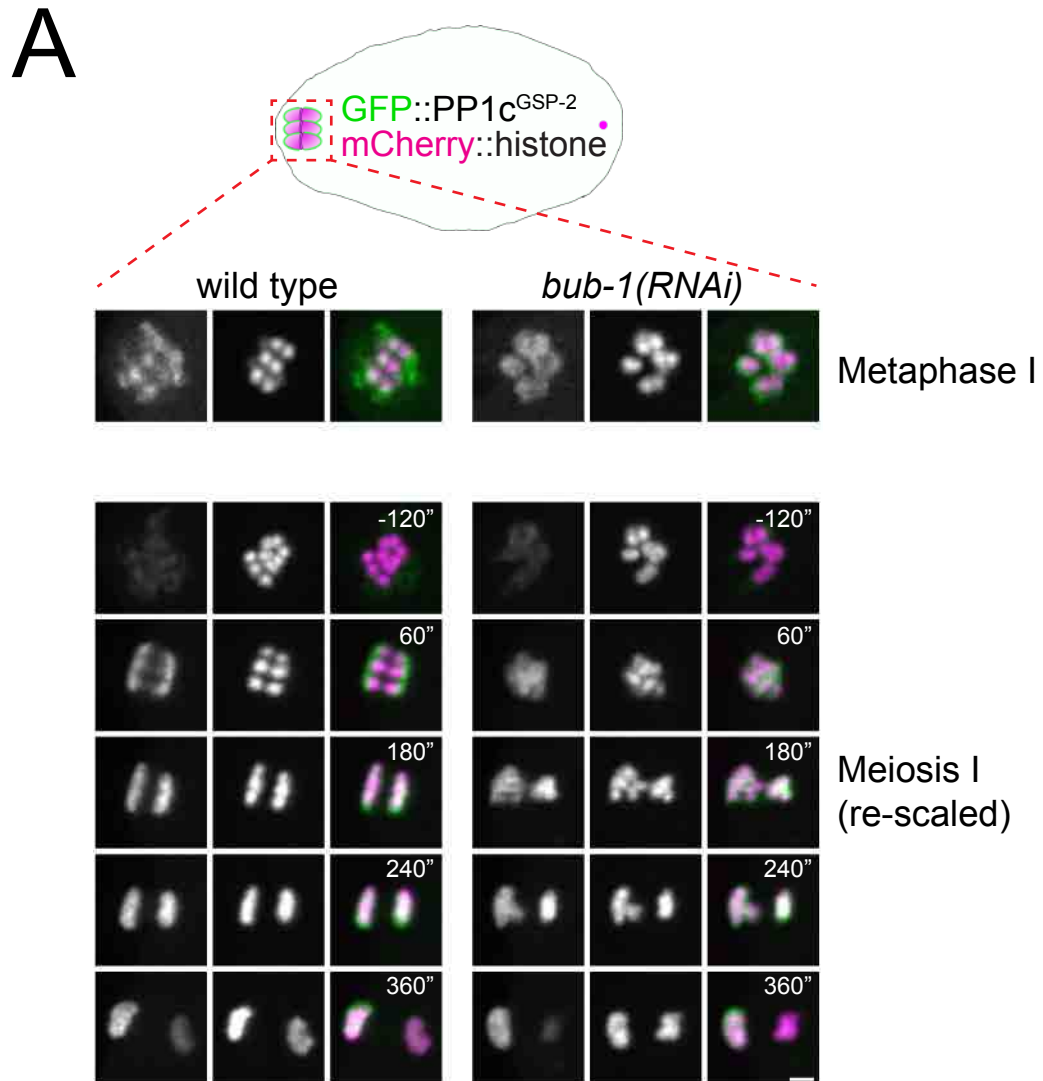 A
GFP::PP1cGSP-2
mCherry::histone
wild type
bub-1(RNAi)
Metaphase I
-120”
-120”
60”
60”
180”
180”
Meiosis I
(re-scaled)
240”
240”
360”
360”